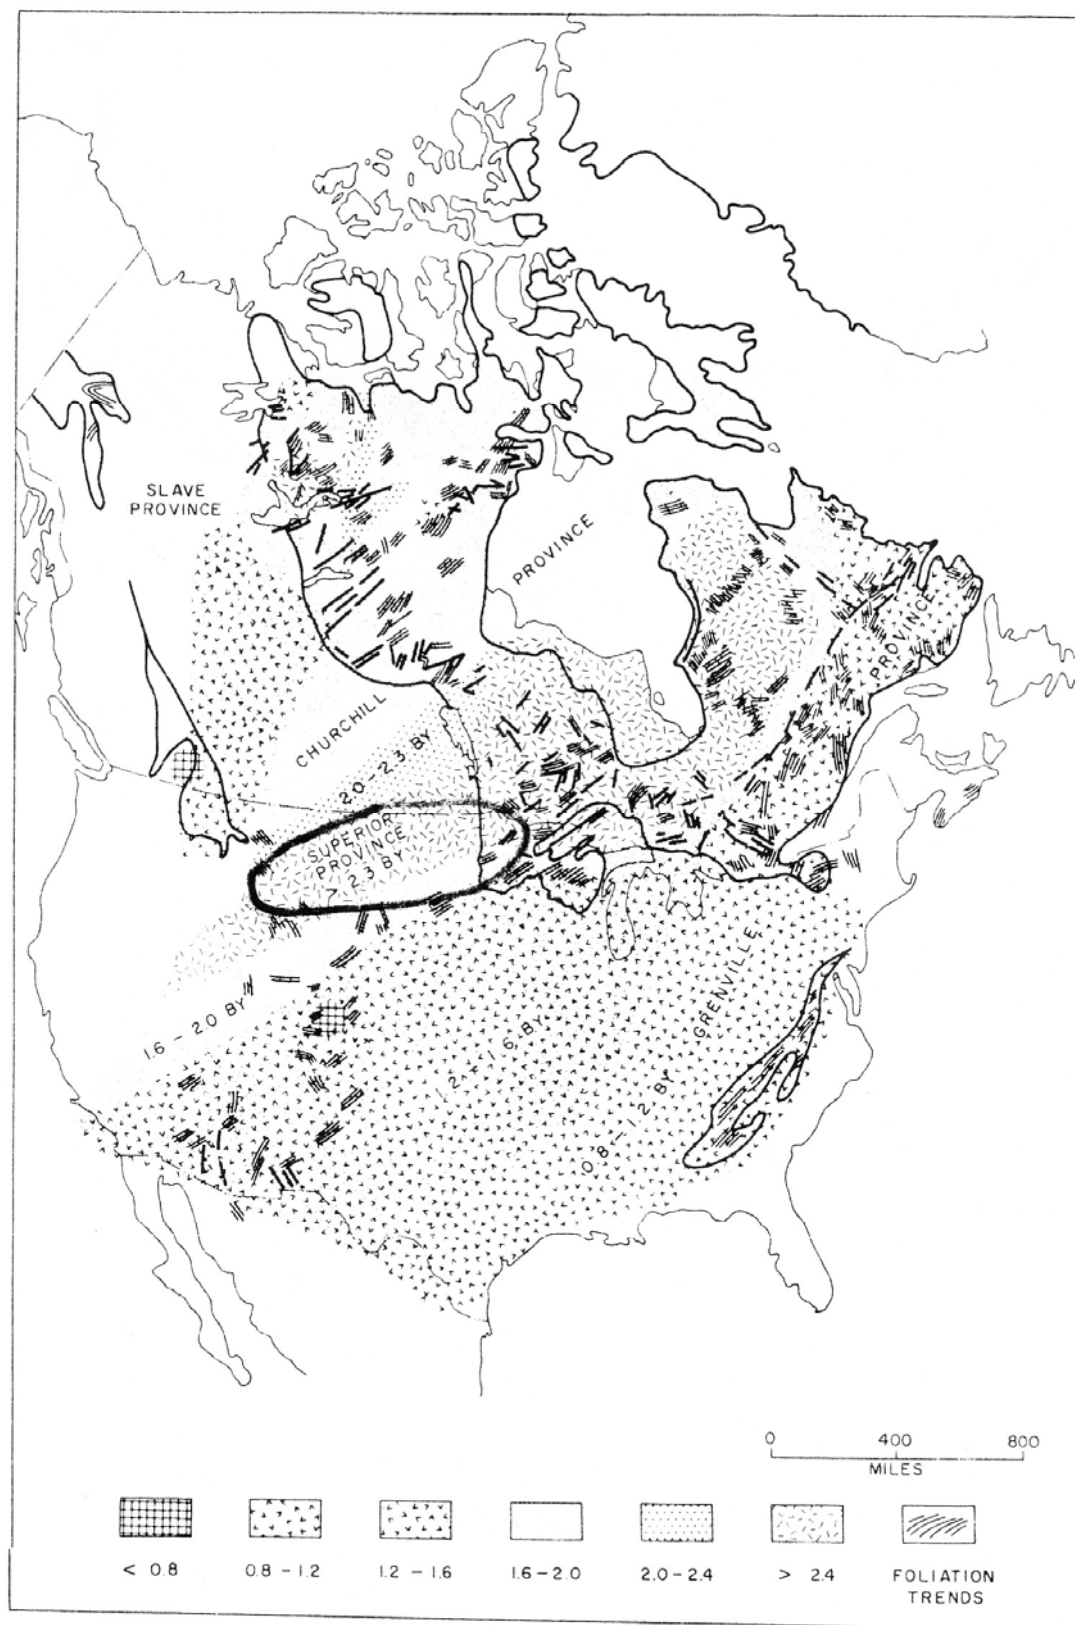 SLAVE
PROVINCE
PROVINCE
PROVINCE
CHURCHILL
2.0 - 2.3 BY
SUPERIOR
PROVINCE
> 2.3 BY
1.6 - 2.0 BY
1.2 - 1.6 BY
GRENVILLE
0.8 - 1.2 BY
0 400 800
MILES
< 0.8 0.8 - 1.2 1.2 - 1.6 1.6 - 2.0 2.0 - 2.4 > 2.4 FOLIATION
TRENDS